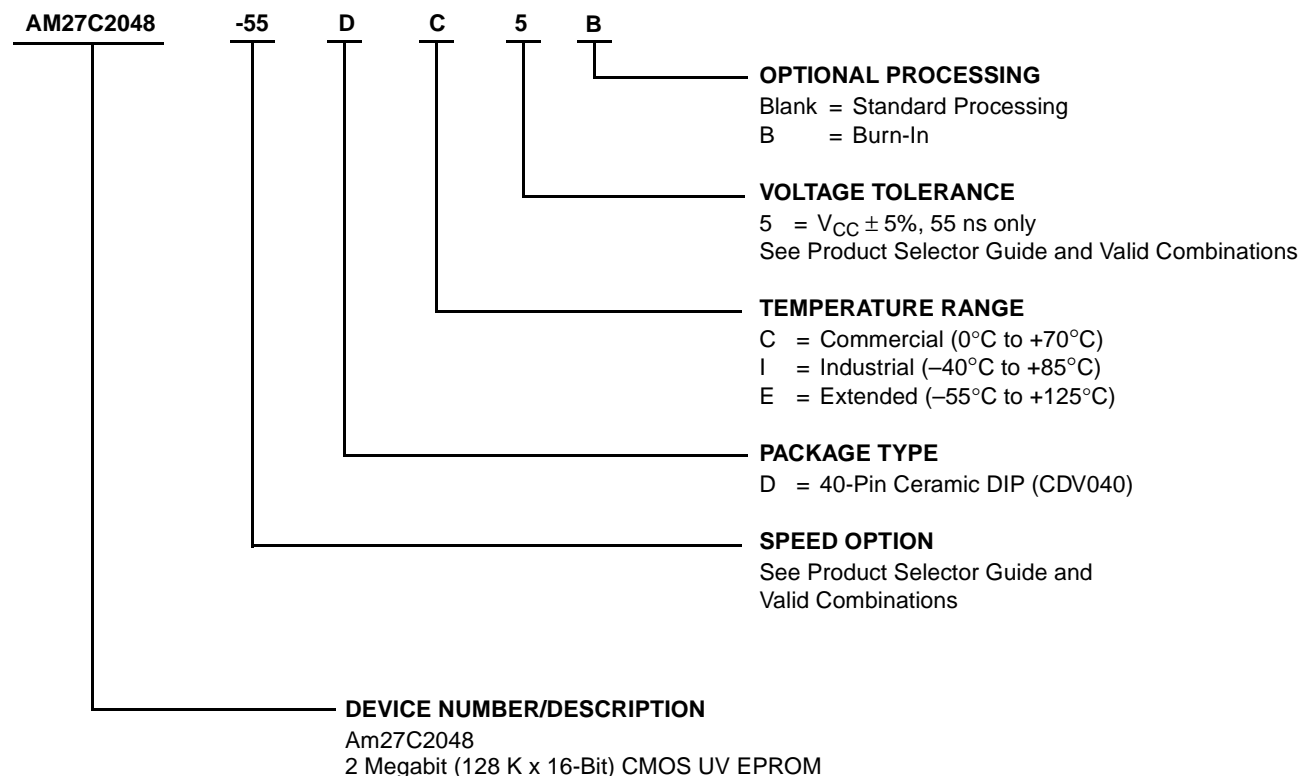 AM27C2048 -55 D C 5 B
OPTIONAL PROCESSING
Blank = Standard Processing
B = Burn-In
VOLTAGE TOLERANCE
5 = VCC ± 5%, 55 ns only
See Product Selector Guide and Valid Combinations
TEMPERATURE RANGE
C = Commercial (0°C to +70°C)
I = Industrial (–40°C to +85°C)
E = Extended (–55°C to +125°C)
PACKAGE TYPE
D = 40-Pin Ceramic DIP (CDV040)
SPEED OPTION
See Product Selector Guide and
Valid Combinations
DEVICE NUMBER/DESCRIPTION
Am27C2048
2 Megabit (128 K x 16-Bit) CMOS UV EPROM